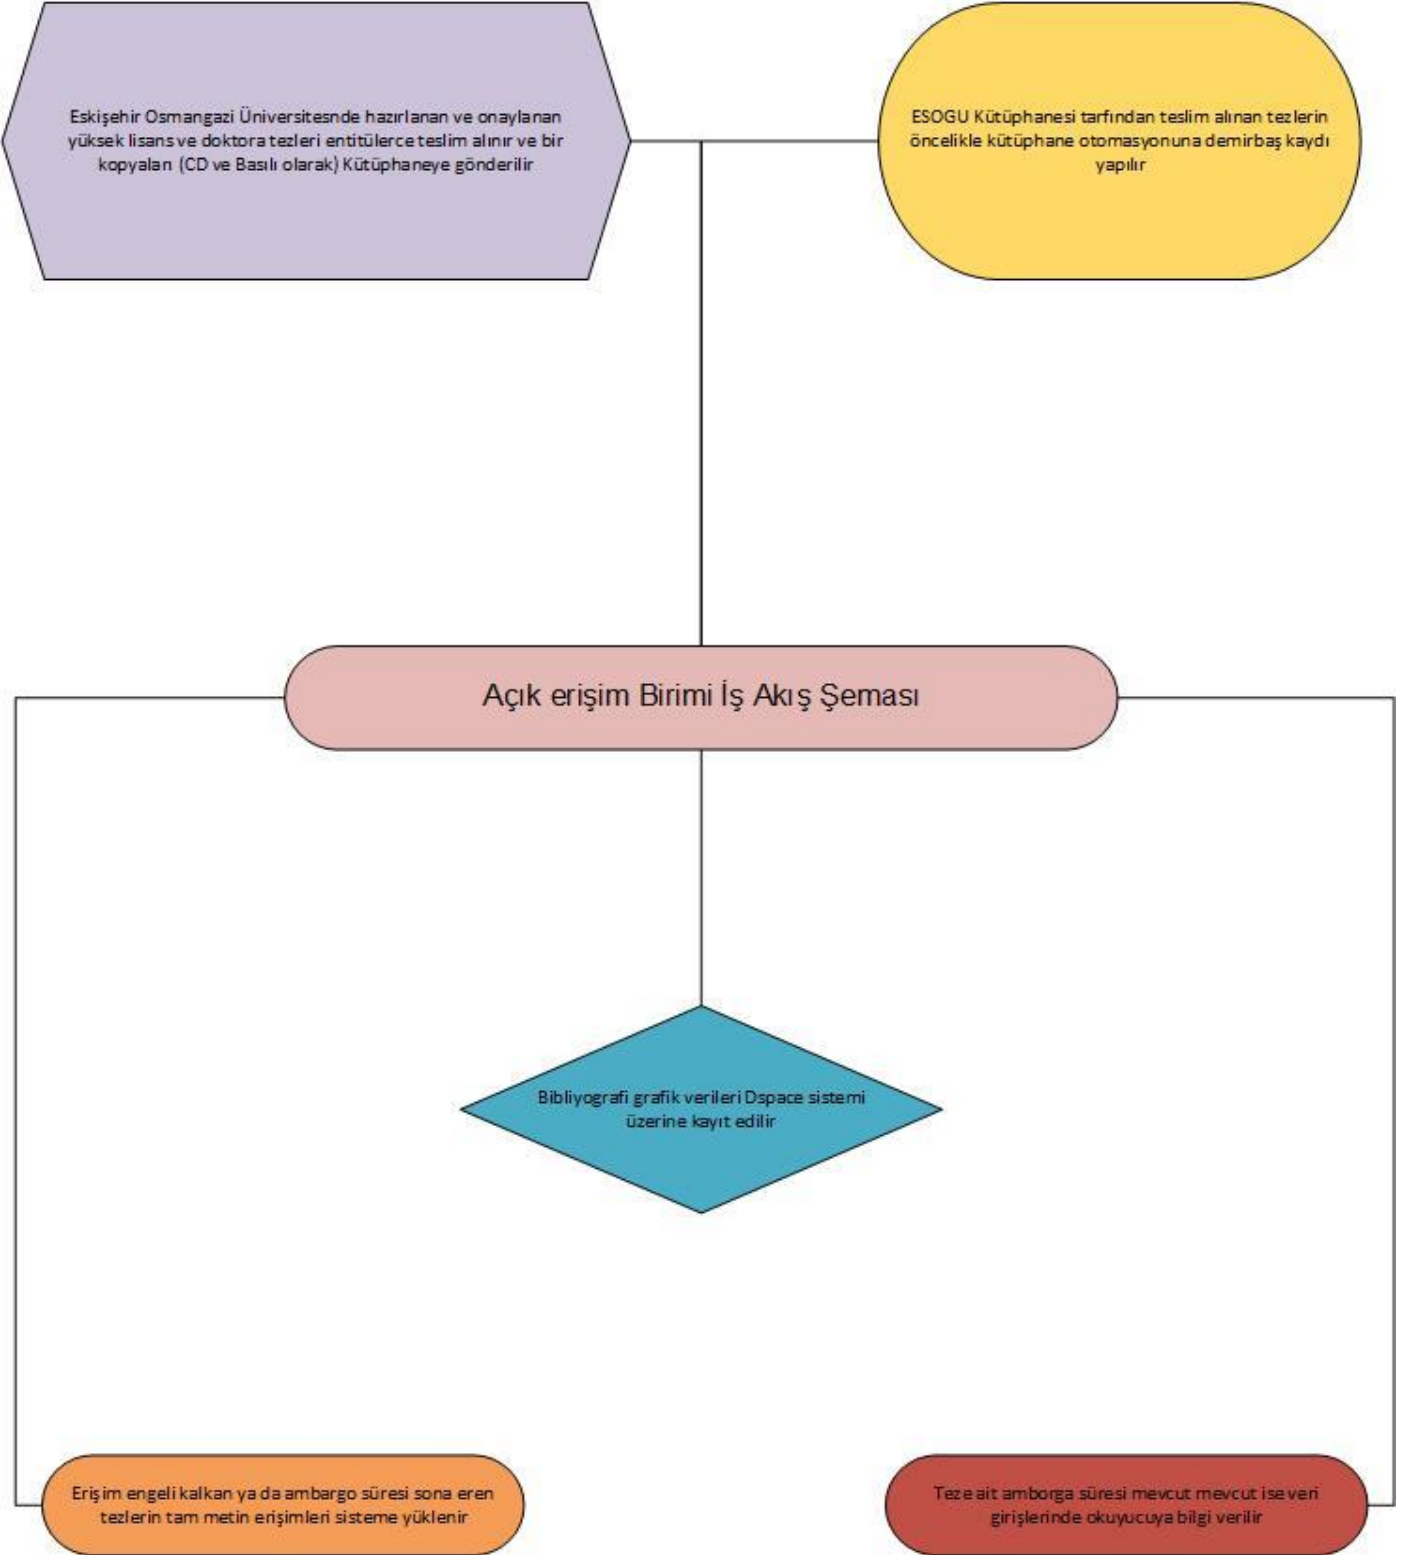 Eskişehir Osmangazi Üniversitesnde hazırlanan ve onaylanan
yüksek lisans ve doktora tezleri entitülerce teslim alınır ve bir
kopyaları (CD ve Basılı olarak) Kütüphaneye gönderilir
ESOGU Kütüphanesi tarfından teslim alınan tezlerin
öncelikle kütüphane otomasyonuna demirbaş kaydı
yapılır
Açık erişim Birimi İş Akış Şeması
Bibliyografi grafik verileri Dspace sistemi
üzerine kayıt edilir
Erişim engeli kalkan ya da ambargo süresi sona eren
tezlerin tam metin erişimleri sisteme yüklenir
Teze ait amborga süresi mevcut mevcut ise veri
girişlerinde okuyucuya bilgi verilir